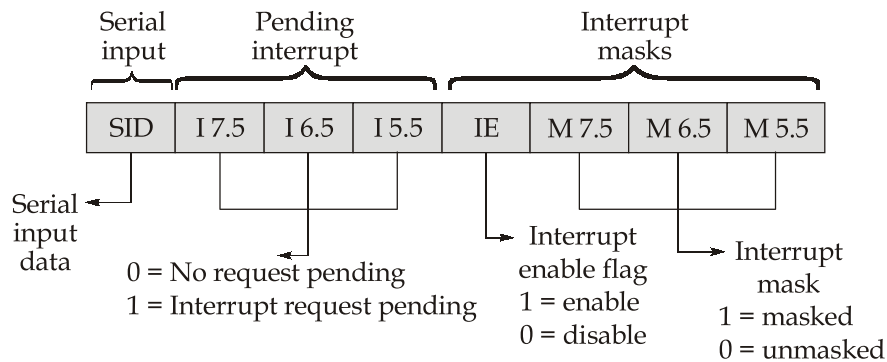 Serial
input
Pending
interrupt
Interrupt
masks
SID
I 7.5
I 6.5
I 5.5
IE
M 7.5
M 6.5
M 5.5
Serial
input
data
0 = No request pending
1 = Interrupt request pending
Interrupt
enable flag
1 = enable
0 = disable
Interrupt
mask
1 = masked
0 = unmasked